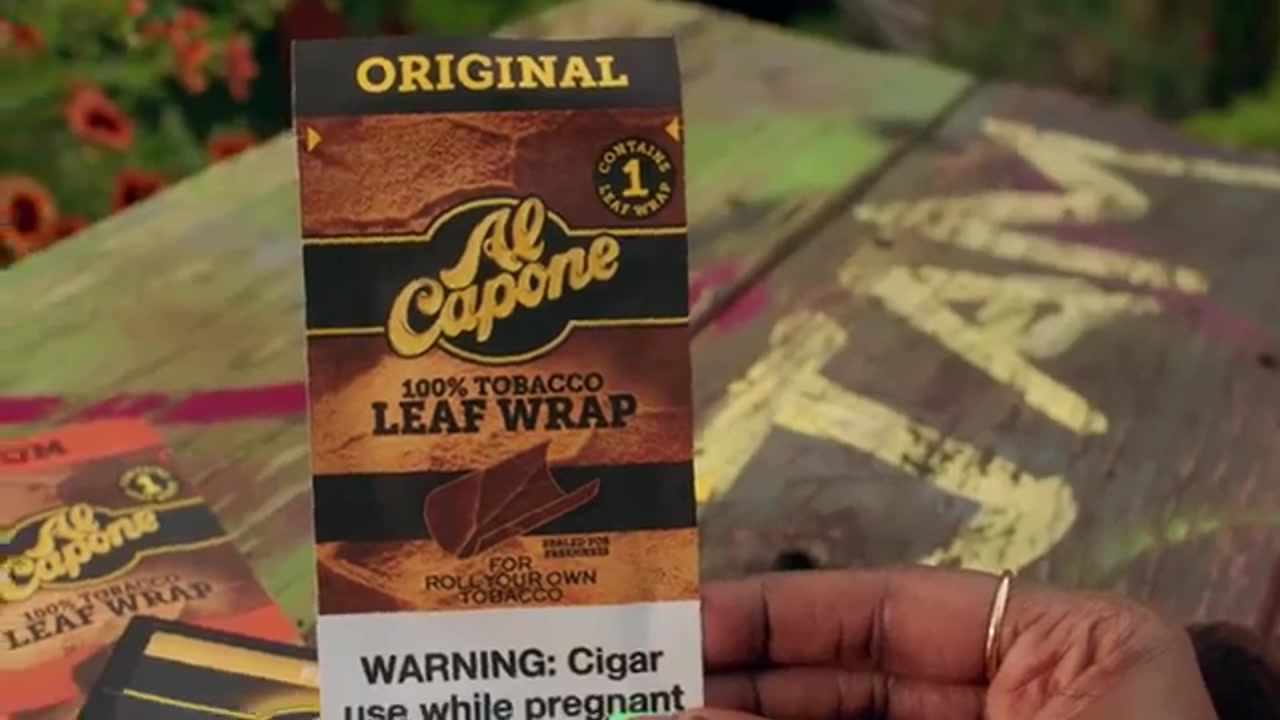 ORIGINAL
CONTAINS
1
LEAF WRAP
Al
Capone
100% TOBACCO
LEAF WRAP
SEALED FOR
FRESHNESS
FOR
ROLL YOUR OWN
TOBACCO
WARNING: Cigar
use while pregnant
1
Al
Capone
100% TOBACCO
LEAF WRAP